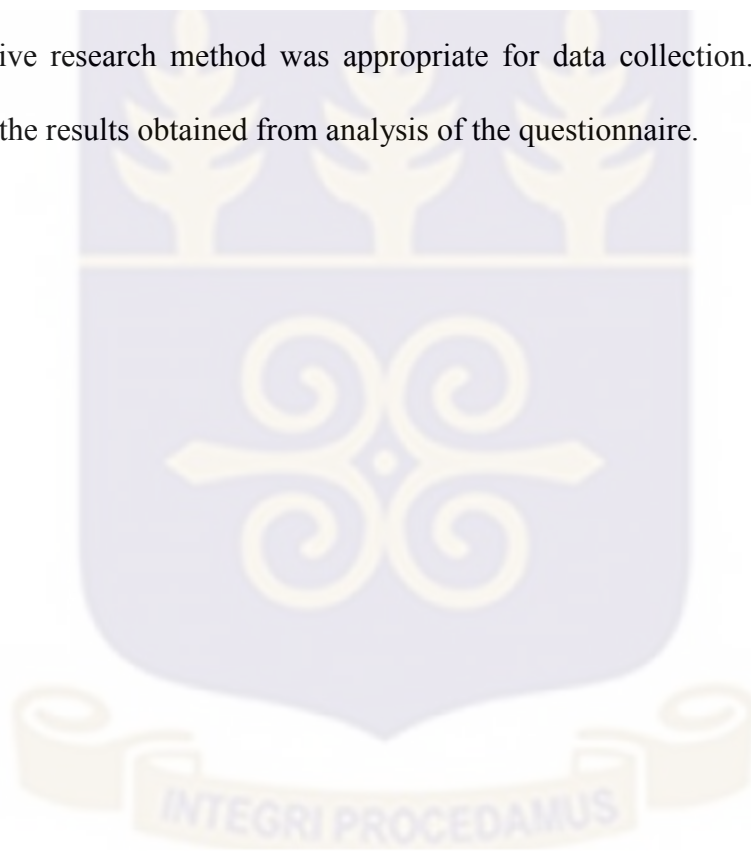 ive research method was appropriate for data collection.
the results obtained from analysis of the questionnaire.
INTEGRI PROCEDAMUS